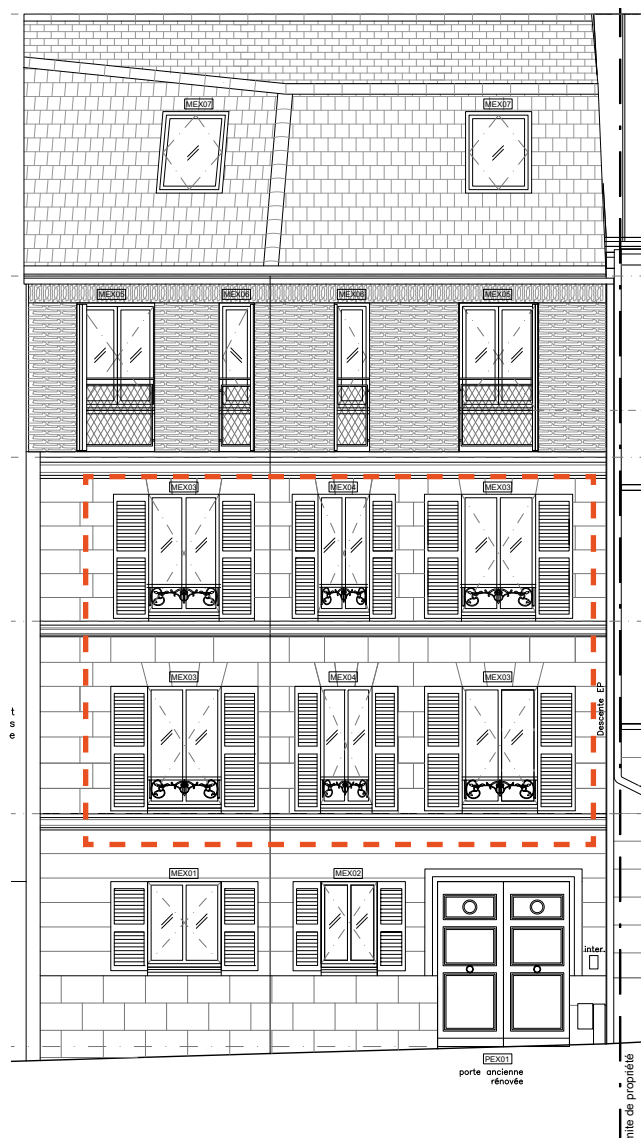 MEX07
MEX07
MEX05
MEX06
MEX06
MEX05
MEX03
MEX04
MEX03
MEX03
MEX04
MEX03
Descente EP
t
s
e
MEX01
MEX02
inter.
PEX01
porte ancienne
rénovée
nite de propriété